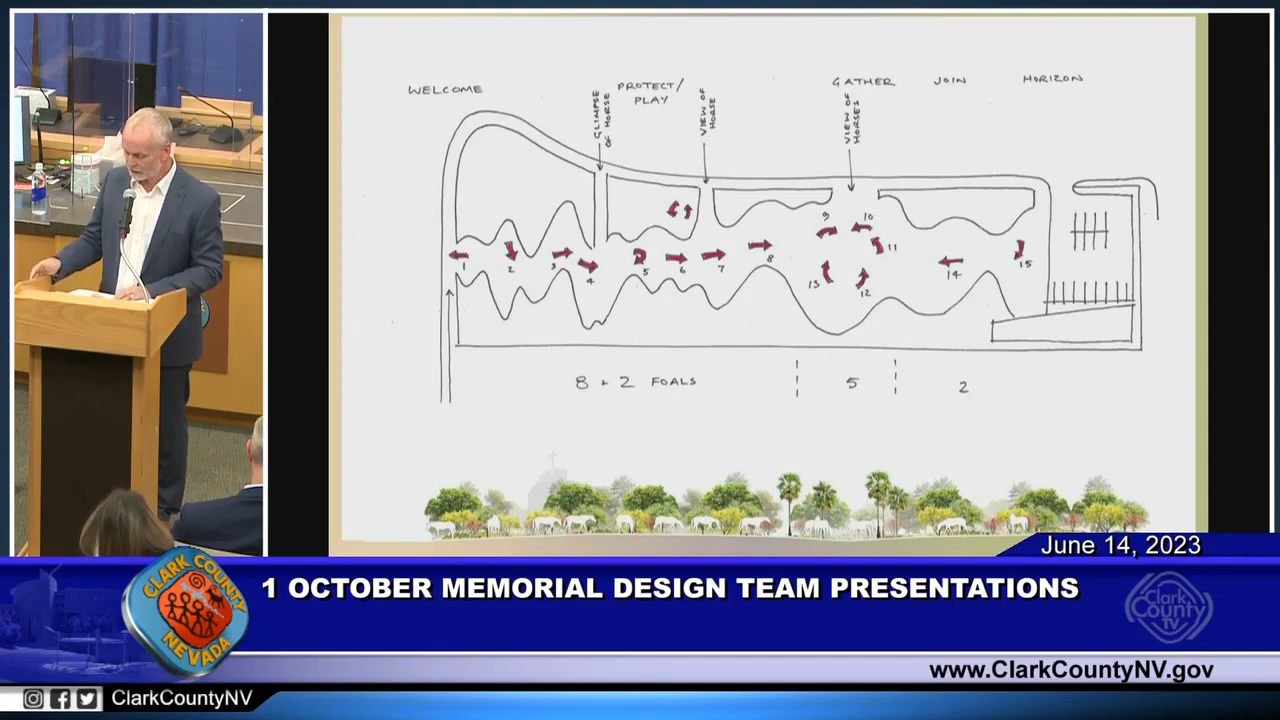 WELCOME
PROTECT/
PLAY
GATHER
JOIN
HORIZON
GLIMPSE
OF HORSE
VIEW OF
HORSE
VIEW OF
HORSES
1
2
3
4
5
6
7
8
9
10
11
12
13
14
15
8 + 2 FOALS
5
2
June 14, 2023
1 OCTOBER MEMORIAL DESIGN TEAM PRESENTATIONS
CLARK COUNTY
NEVADA
Clark
County
TV
www.ClarkCountyNV.gov
ClarkCountyNV